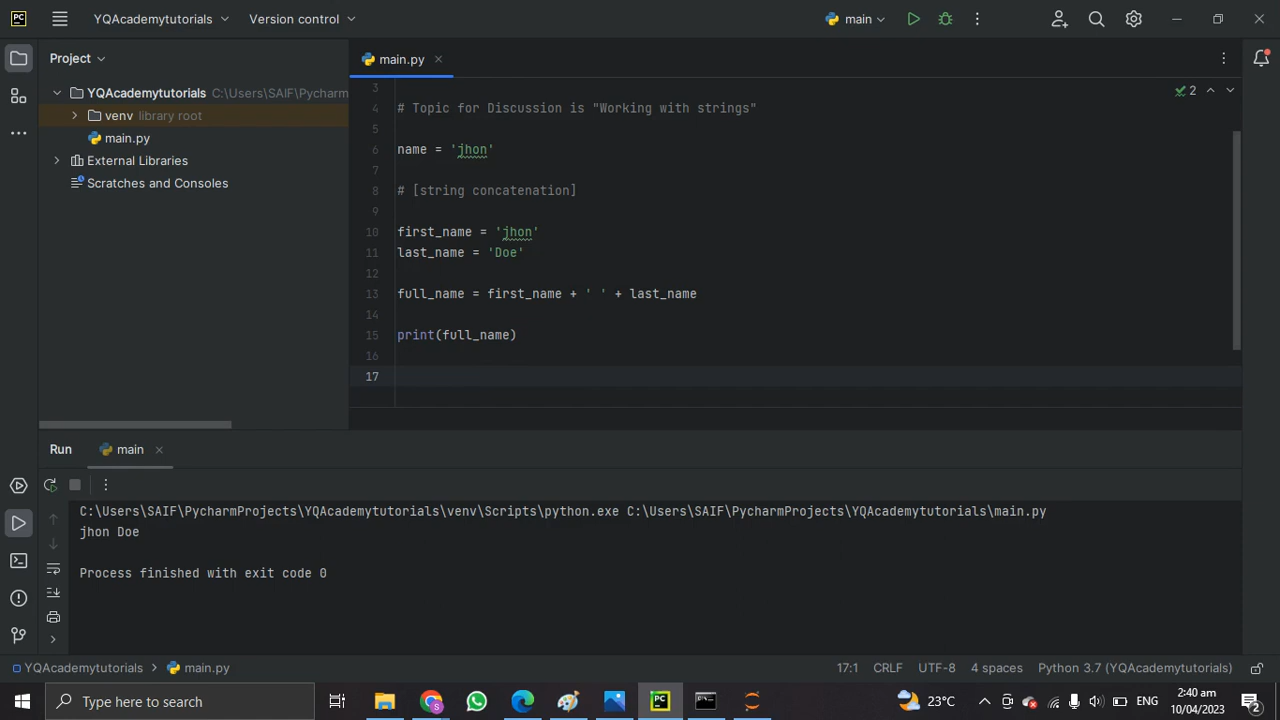 PC YQAcademytutorials Version control main
Project
main.py
YQAcademytutorials C:\Users\SAIF\Pycharm
venv library root
main.py
External Libraries
Scratches and Consoles
2
3
4 # Topic for Discussion is "Working with strings"
5
6 name = 'jhon'
7
8 # [string concatenation]
9
10 first_name = 'jhon'
11 last_name = 'Doe'
12
13 full_name = first_name + ' ' + last_name
14
15 print(full_name)
16
17
Run main
C:\Users\SAIF\PycharmProjects\YQAcademytutorials\venv\Scripts\python.exe C:\Users\SAIF\PycharmProjects\YQAcademytutorials\main.py
jhon Doe
Process finished with exit code 0
YQAcademytutorials main.py 17:1 CRLF UTF-8 4 spaces Python 3.7 (YQAcademytutorials)
Type here to search S PC 23°C ENG 2:40 am
10/04/2023 2